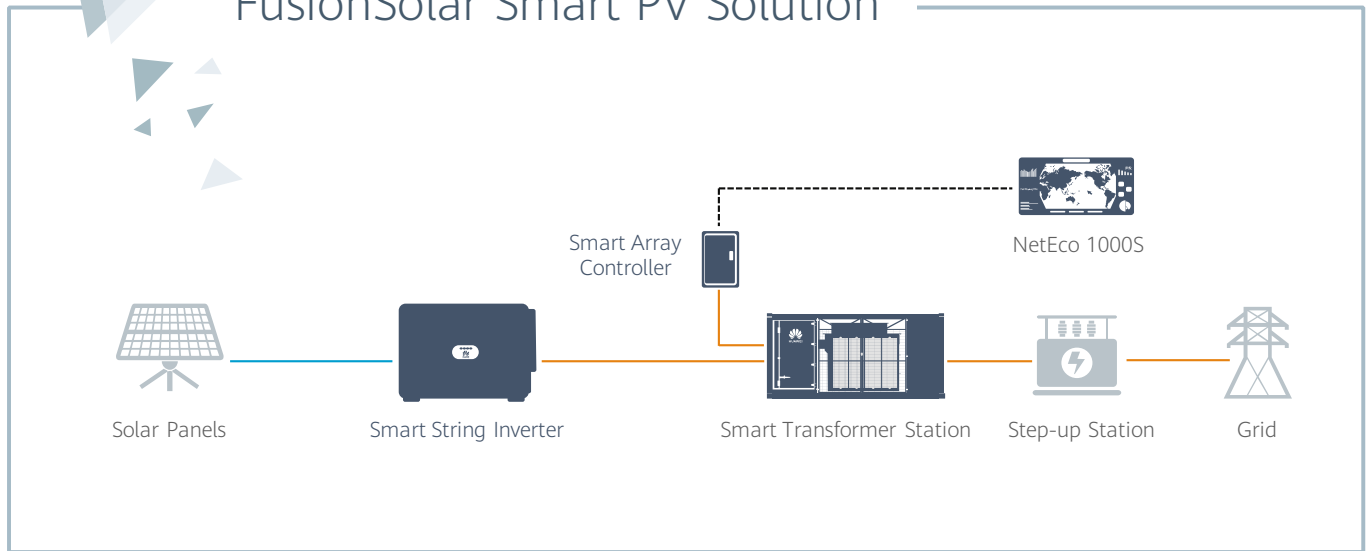 FusionSolar Smart PV Solution
Smart Array
Controller
NetEco 1000S
HUAWEI
Solar Panels
Smart String Inverter
Smart Transformer Station
Step-up Station
Grid